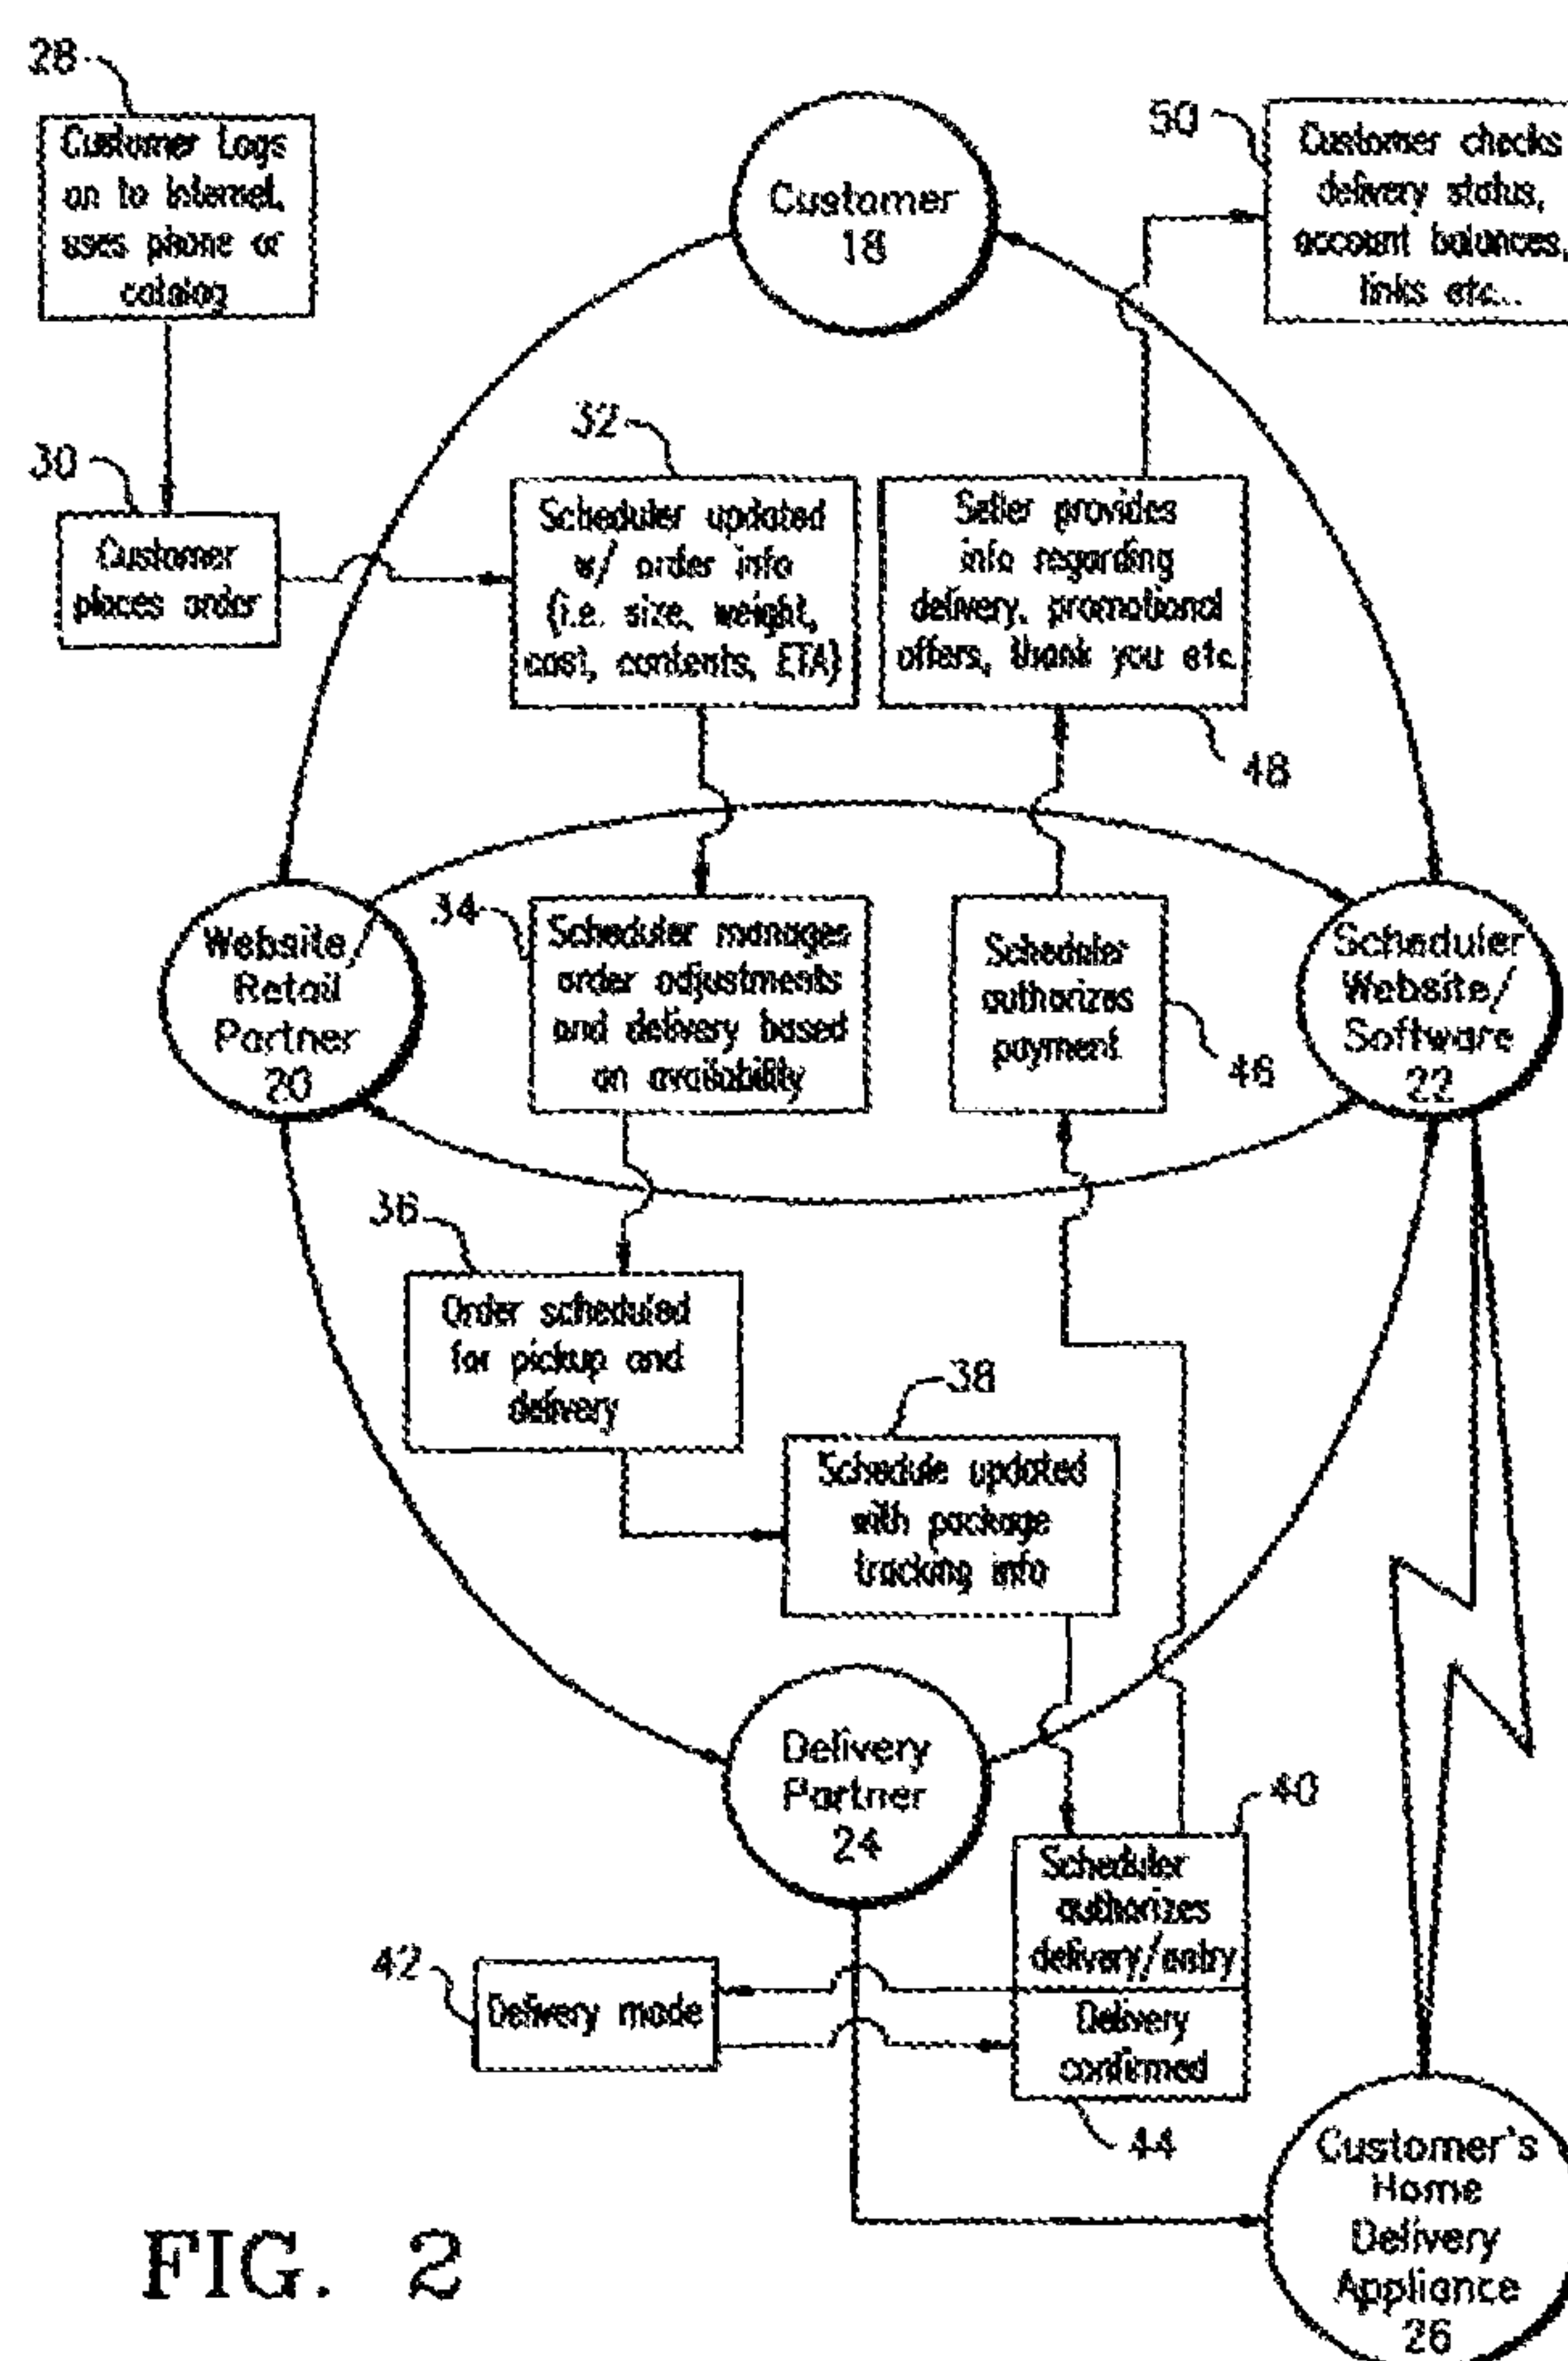 28
Customer Logs
on to Internet,
uses phone or
catalog
Customer
18
50
Customer checks
delivery status,
account balances,
links etc...
30
Customer
places order
32
Scheduler updated
w/ order info
(i.e. size, weight,
cost, contents, ETA)
Seller provides
info regarding
delivery, promotional
offers, thank you etc
48
Website/
Retail
Partner
20
34
Scheduler manages
order adjustments
and delivery based
on availability
Scheduler
authorizes
payment
46
Scheduler
Website/
Software
22
36
Order scheduled
for pickup and
delivery
38
Schedule updated
with package
tracking info
Delivery
Partner
24
40
Scheduler
authorizes
delivery/entry
42
Delivery mode
Delivery
confirmed
44
Customer's
Home
Delivery
Appliance
26
FIG. 2